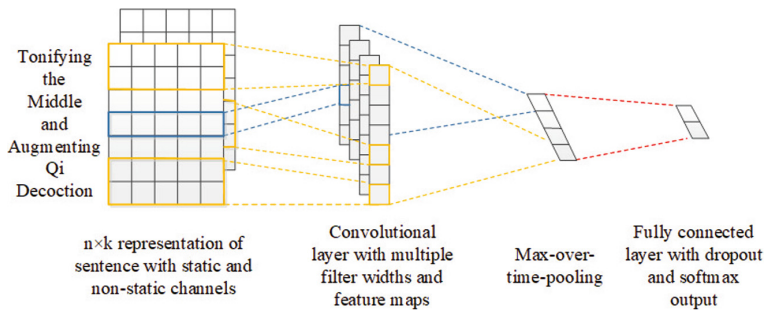 Tonifying
the
Middle
and
Augmenting
Qi
Decoction
n×k representation of
sentence with static and
non-static channels
Convolutional
layer with multiple
filter widths and
feature maps
Max-over-
time-pooling
Fully connected
layer with dropout
and softmax
output